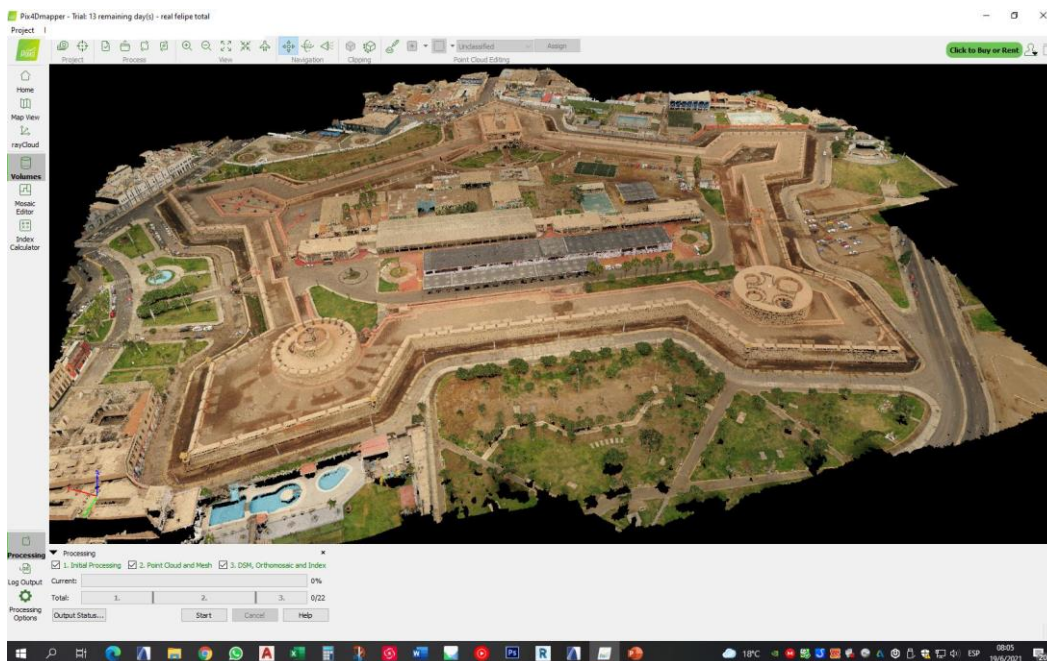 Pix4Dmapper - Trial: 13 remaining day(s) - real felipe total
Project
Unclassified
Assign
Click to Buy or Rent
Project
Process
View
Navigation
Clipping
Point Cloud Editing
Home
Map View
rayCloud
Volumes
Mosaic
Editor
Index
Calculator
Processing
Log Output
Processing
Options
Processing
1. Initial Processing
2. Point Cloud and Mesh
3. DSM, Orthomosaic and Index
Current:
0%
Total:
1.
2.
3.
0/22
Output Status...
Start
Cancel
Help
18°C
ESP
08:05
19/6/2021